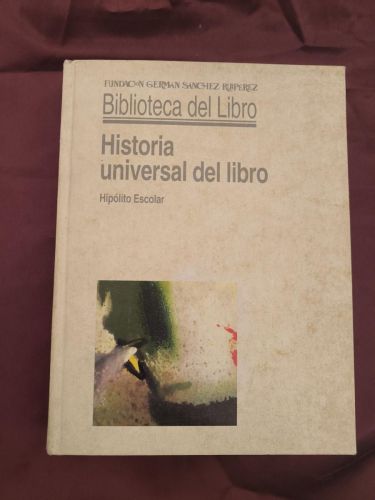 FUNDACION GERMAN SANCHEZ RUIPEREZ
Biblioteca del Libro
Historia
universal del libro
Hipólito Escolar